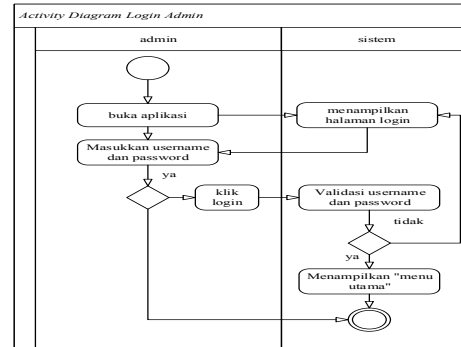 Activity Diagram Login Admin
admin
sistem
buka aplikasi
menampilkan
halaman login
Masukkan username
dan password
ya
klik
login
Validasi username
dan password
tidak
ya
Menampilkan "menu
utama"